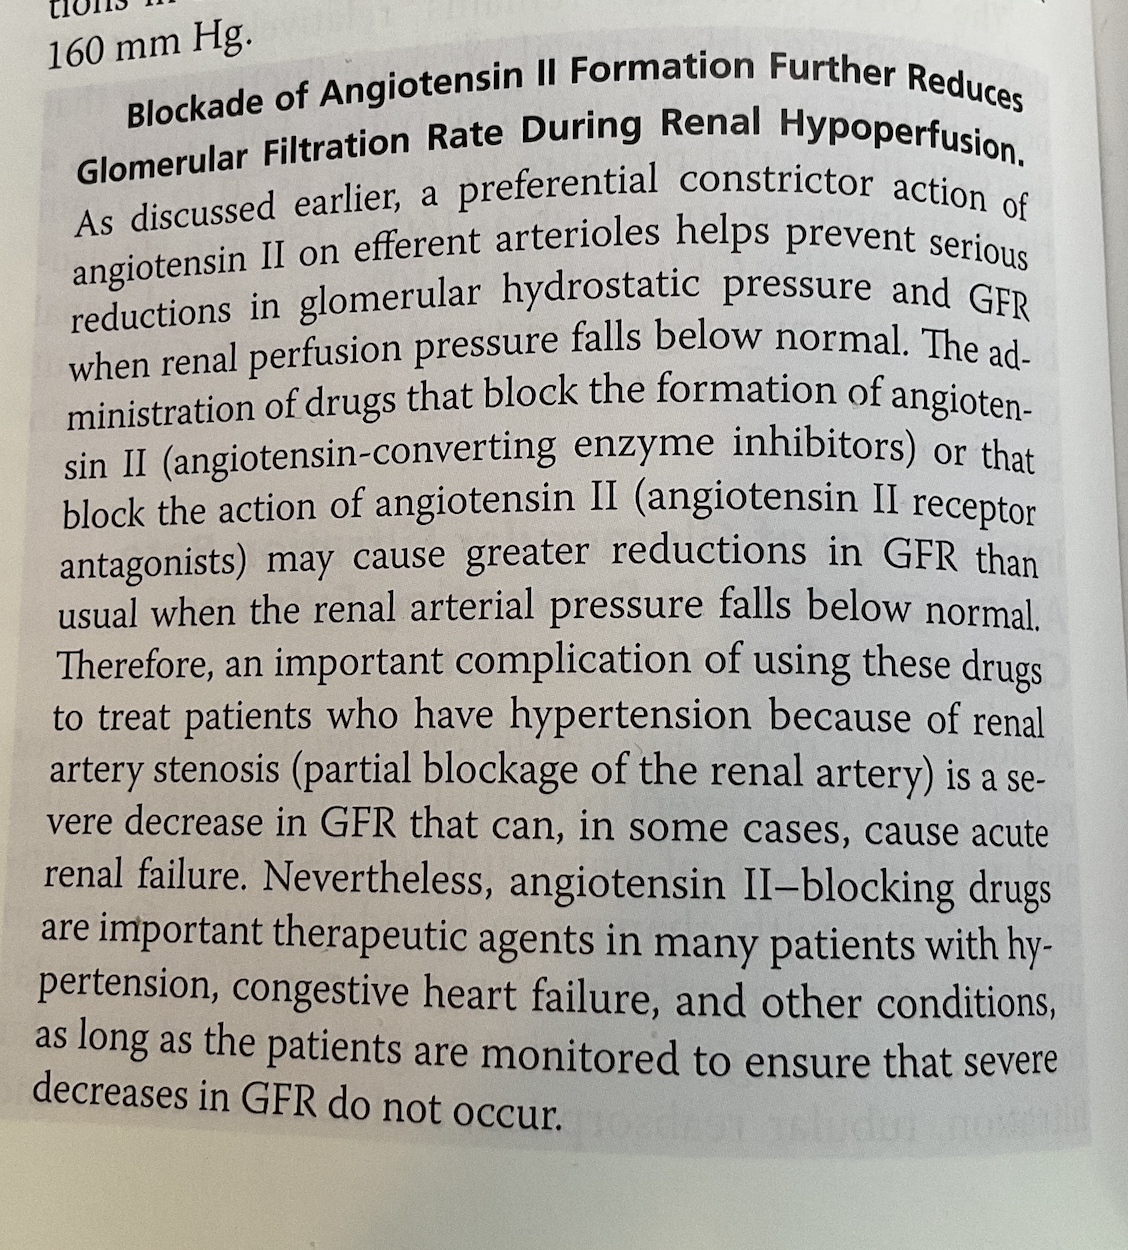 160 mm Hg.
Blockade of Angiotensin II Formation Further Reduces
Glomerular Filtration Rate During Renal Hypoperfusion.
As discussed earlier, a preferential constrictor action of
angiotensin II on efferent arterioles helps prevent serious
reductions in glomerular hydrostatic pressure and GFR
when renal perfusion pressure falls below normal. The ad-
ministration of drugs that block the formation of angioten-
sin II (angiotensin-converting enzyme inhibitors) or that
block the action of angiotensin II (angiotensin II receptor
antagonists) may cause greater reductions in GFR than
usual when the renal arterial pressure falls below normal.
Therefore, an important complication of using these drugs
to treat patients who have hypertension because of renal
artery stenosis (partial blockage of the renal artery) is a se-
vere decrease in GFR that can, in some cases, cause acute
renal failure. Nevertheless, angiotensin II–blocking drugs
are important therapeutic agents in many patients with hy-
pertension, congestive heart failure, and other conditions,
as long as the patients are monitored to ensure that severe
decreases in GFR do not occur.